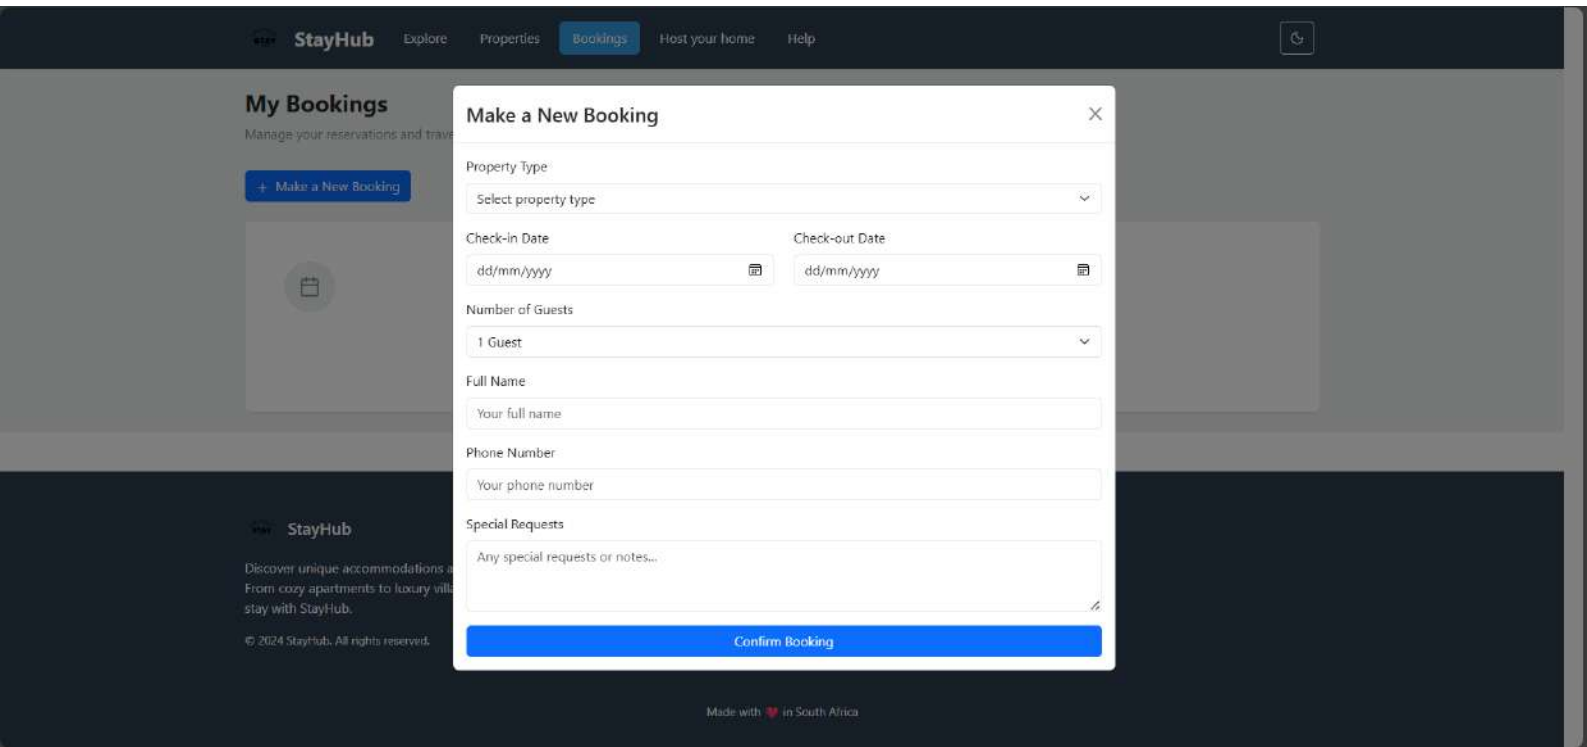 StayHub Explore Properties Bookings Host your home Help
My Bookings
Manage your reservations and trave
+ Make a New Booking
Make a New Booking
Property Type
Select property type
Check-in Date Check-out Date
dd/mm/yyyy dd/mm/yyyy
Number of Guests
1 Guest
Full Name
Your full name
Phone Number
Your phone number
Special Requests
Any special requests or notes...
Confirm Booking
StayHub
Discover unique accommodations a
From cozy apartments to luxury villa
stay with StayHub.
© 2024 StayHub. All rights reserved.
Made with ❤ in South Africa